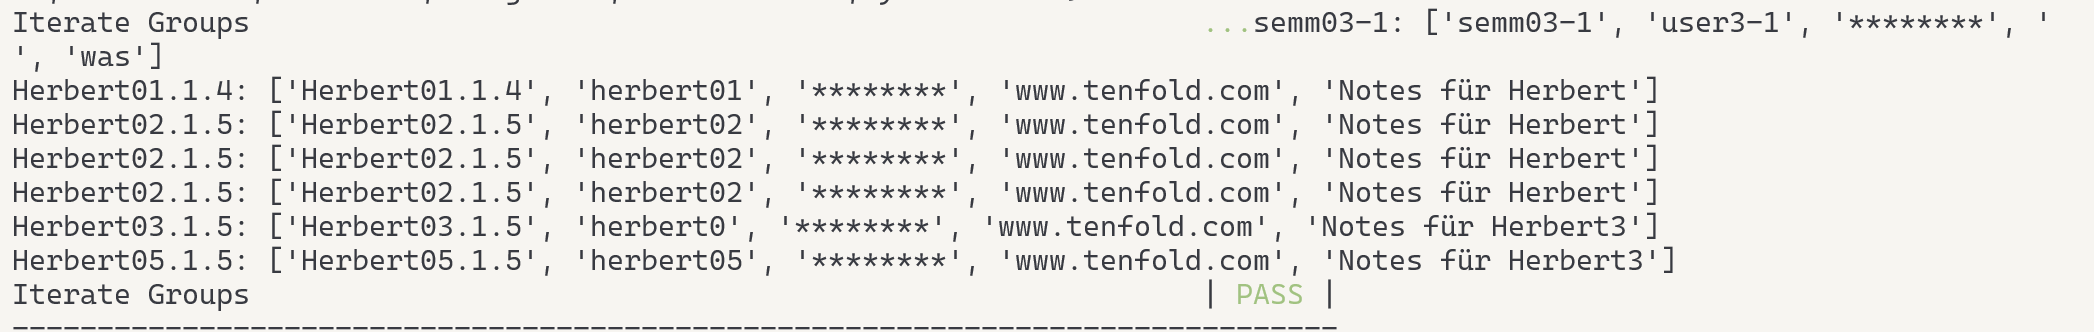 Iterate Groups ...semm03-1: ['semm03-1', 'user3-1', '********', '
', 'was']
Herbert01.1.4: ['Herbert01.1.4', 'herbert01', '********', 'www.tenfold.com', 'Notes für Herbert']
Herbert02.1.5: ['Herbert02.1.5', 'herbert02', '********', 'www.tenfold.com', 'Notes für Herbert']
Herbert02.1.5: ['Herbert02.1.5', 'herbert02', '********', 'www.tenfold.com', 'Notes für Herbert']
Herbert02.1.5: ['Herbert02.1.5', 'herbert02', '********', 'www.tenfold.com', 'Notes für Herbert']
Herbert03.1.5: ['Herbert03.1.5', 'herbert0', '********', 'www.tenfold.com', 'Notes für Herbert3']
Herbert05.1.5: ['Herbert05.1.5', 'herbert05', '********', 'www.tenfold.com', 'Notes für Herbert3']
Iterate Groups | PASS |
------------------------------------------------------------------------------